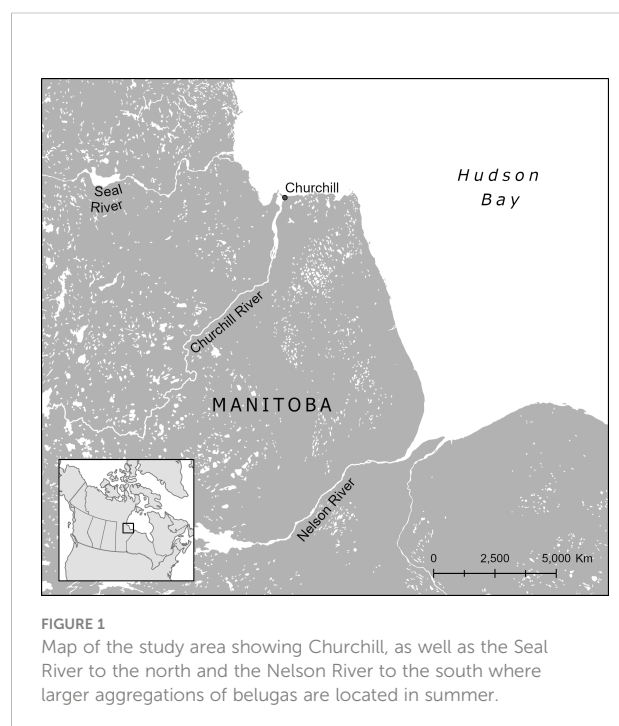 Hudson
Bay
Churchill
Seal
River
Churchill River
MANITOBA
Nelson River
0 2,500 5,000 Km
FIGURE 1
Map of the study area showing Churchill, as well as the Seal
River to the north and the Nelson River to the south where
larger aggregations of belugas are located in summer.